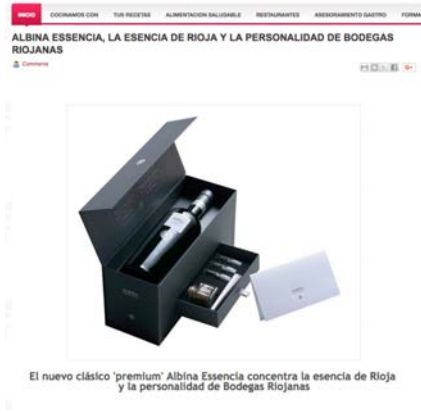 INICIO COCINAMOS CON TUS RECETAS ALIMENTACION SALUDABLE RESTAURANTES ASESORAMIENTO GASTRO FORMA
ALBINA ESSENCIA, LA ESENCIA DE RIOJA Y LA PERSONALIDAD DE BODEGAS
RIOJANAS
El nuevo clásico 'premium' Albina Essencia concentra la esencia de Rioja
y la personalidad de Bodegas Riojanas